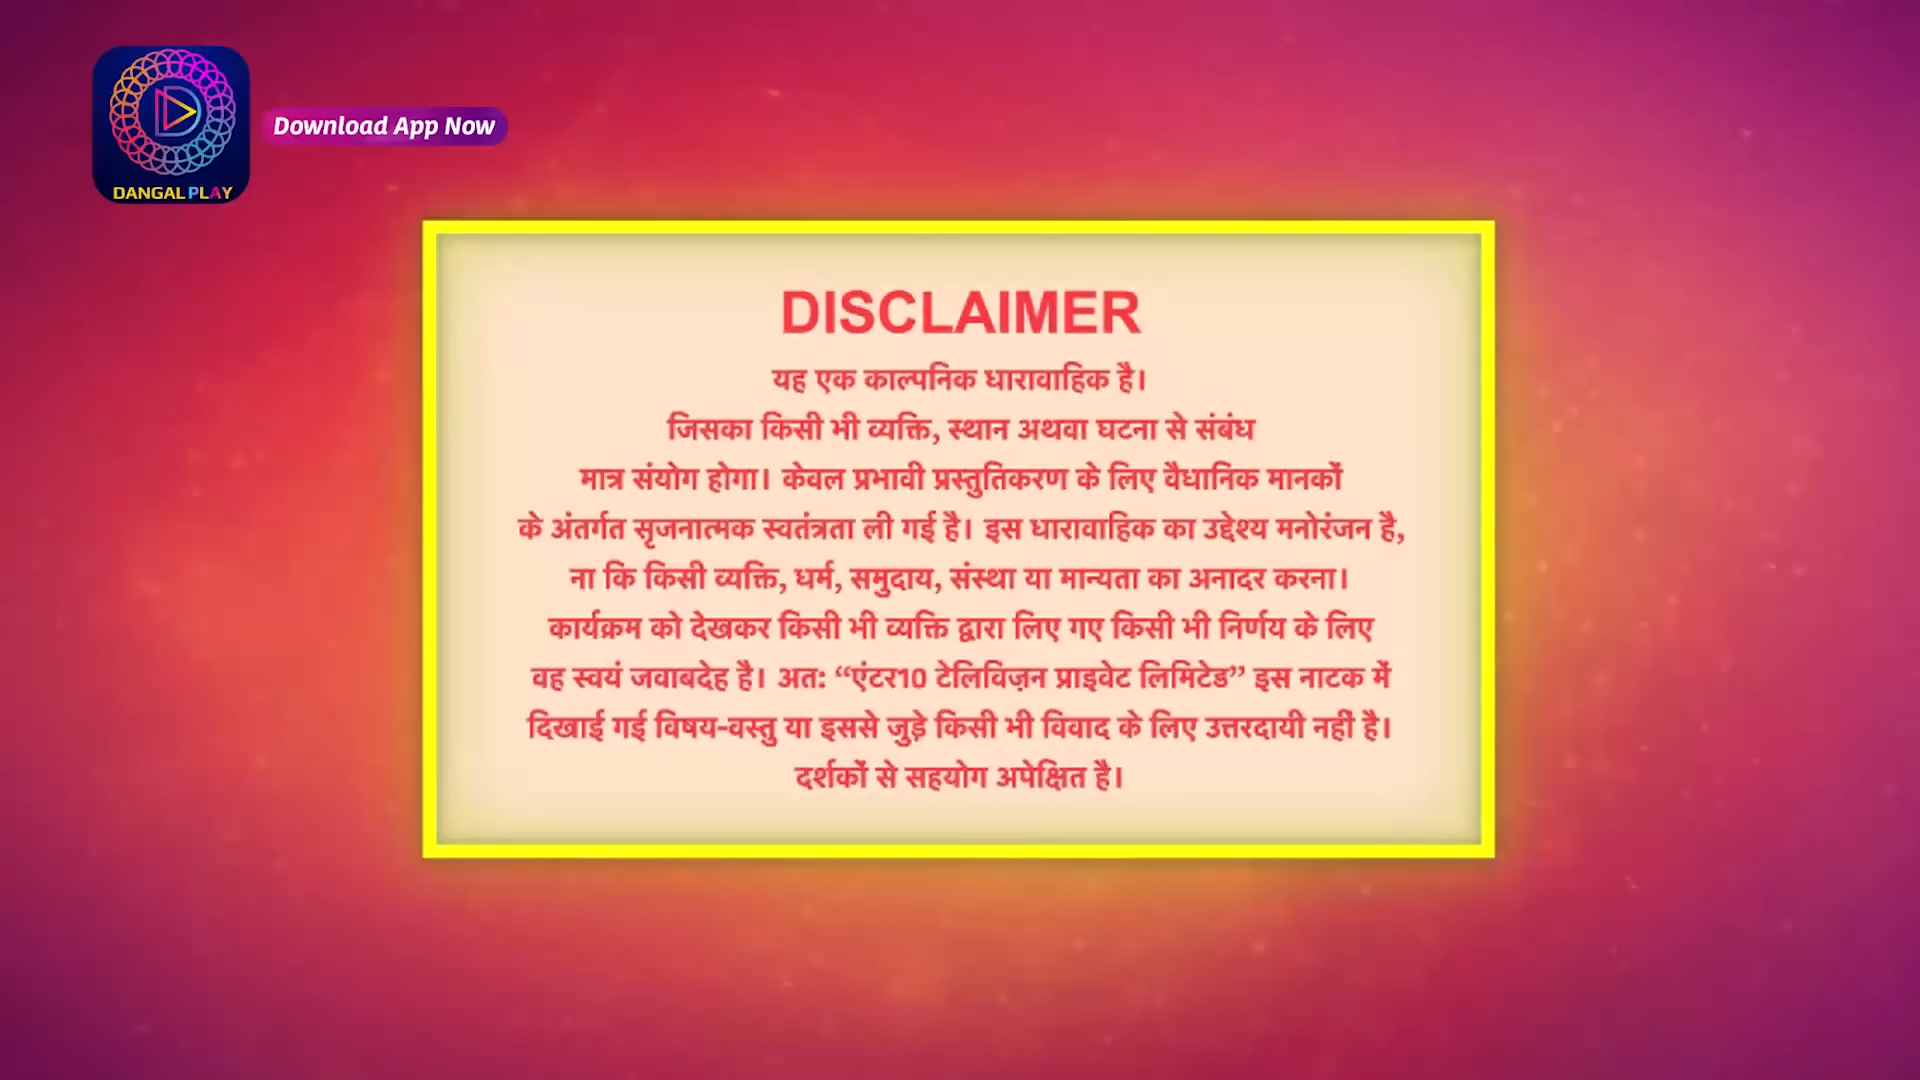 DANGAL PLAY
Download App Now
DISCLAIMER
यह एक काल्पनिक धारावाहिक है।
जिसका किसी भी व्यक्ति, स्थान अथवा घटना से संबंध
मात्र संयोग होगा। केवल प्रभावी प्रस्तुतिकरण के लिए वैधानिक मानकों
के अंतर्गत सृजनात्मक स्वतंत्रता ली गई है। इस धारावाहिक का उद्देश्य मनोरंजन है,
ना कि किसी व्यक्ति, धर्म, समुदाय, संस्था या मान्यता का अनादर करना।
कार्यक्रम को देखकर किसी भी व्यक्ति द्वारा लिए गए किसी भी निर्णय के लिए
वह स्वयं जवाबदेह है। अत: “एंटर10 टेलिविज़न प्राइवेट लिमिटेड” इस नाटक में
दिखाई गई विषय-वस्तु या इससे जुड़े किसी भी विवाद के लिए उत्तरदायी नहीं है।
दर्शकों से सहयोग अपेक्षित है।